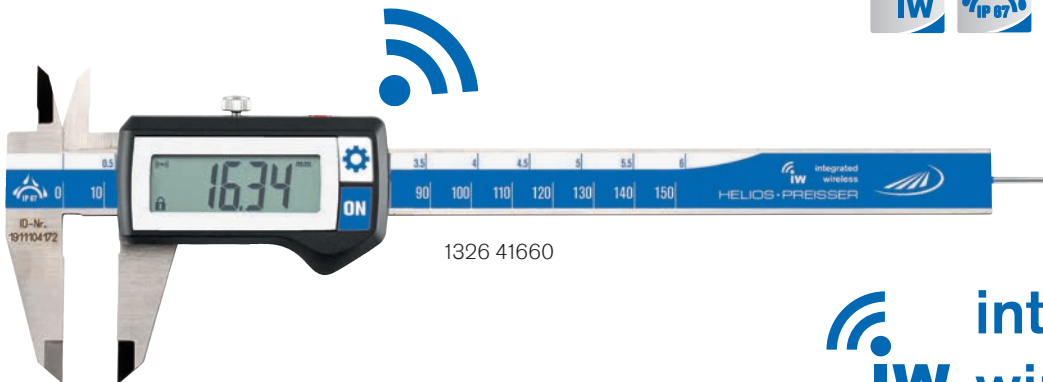 iw
IP 67
0.5
3.5 4 4.5 5 5.5 6
IP 67 0 10
90 100 110 120 130 140 150
16.34 mm
ON
integrated
iw wireless
HELIOS-PREISSER
ID-Nr.
1911104172
1326 41660
int
iw